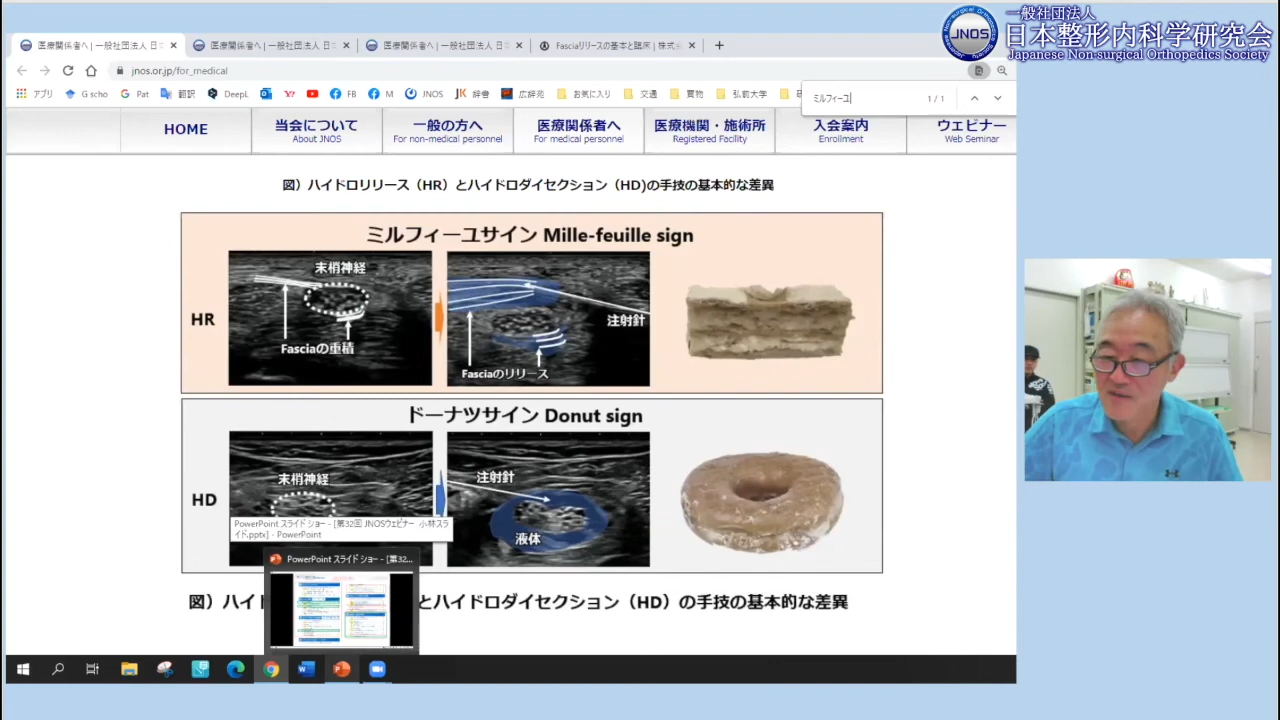 一般社団法人
日本整形内科学研究会
Japanese Non-surgical Orthopedics Society
JNOS
医療関係者へ | 一般社団法人 日本
医療関係者へ | 一般社団法人 日本
医療関係者へ | 一般社団法人 日本
Fasciaリリースの基本と臨床 | 株式会
jnos.or.jp/for_medical
アプリ
G scho
Pat
翻訳
DeepL
FB
M
JNOS
JK 辞書
広辞苑
お気に入り
交通
買物
弘前大学
ミルフィーユ
1 / 1
HOME
当会について
About JNOS
一般の方へ
For non-medical personnel
医療関係者へ
For medical personnel
医療機関・施術所
Registered Facility
入会案内
Enrollment
ウェビナー
Web Seminar
図）ハイドロリリース（HR）とハイドロダイセクション（HD)の手技の基本的な差異
ミルフィーユサイン Mille-feuille sign
HR
末梢神経
Fasciaの重積
注射針
Fasciaのリリース
ドーナツサイン Donut sign
HD
末梢神経
注射針
液体
PowerPoint スライド ショー - [第32回 JNOSウェビナー 小林スラ
イド.pptx] - PowerPoint
PowerPoint スライド ショー - [第32...
図）ハイ
とハイドロダイセクション（HD）の手技の基本的な差異